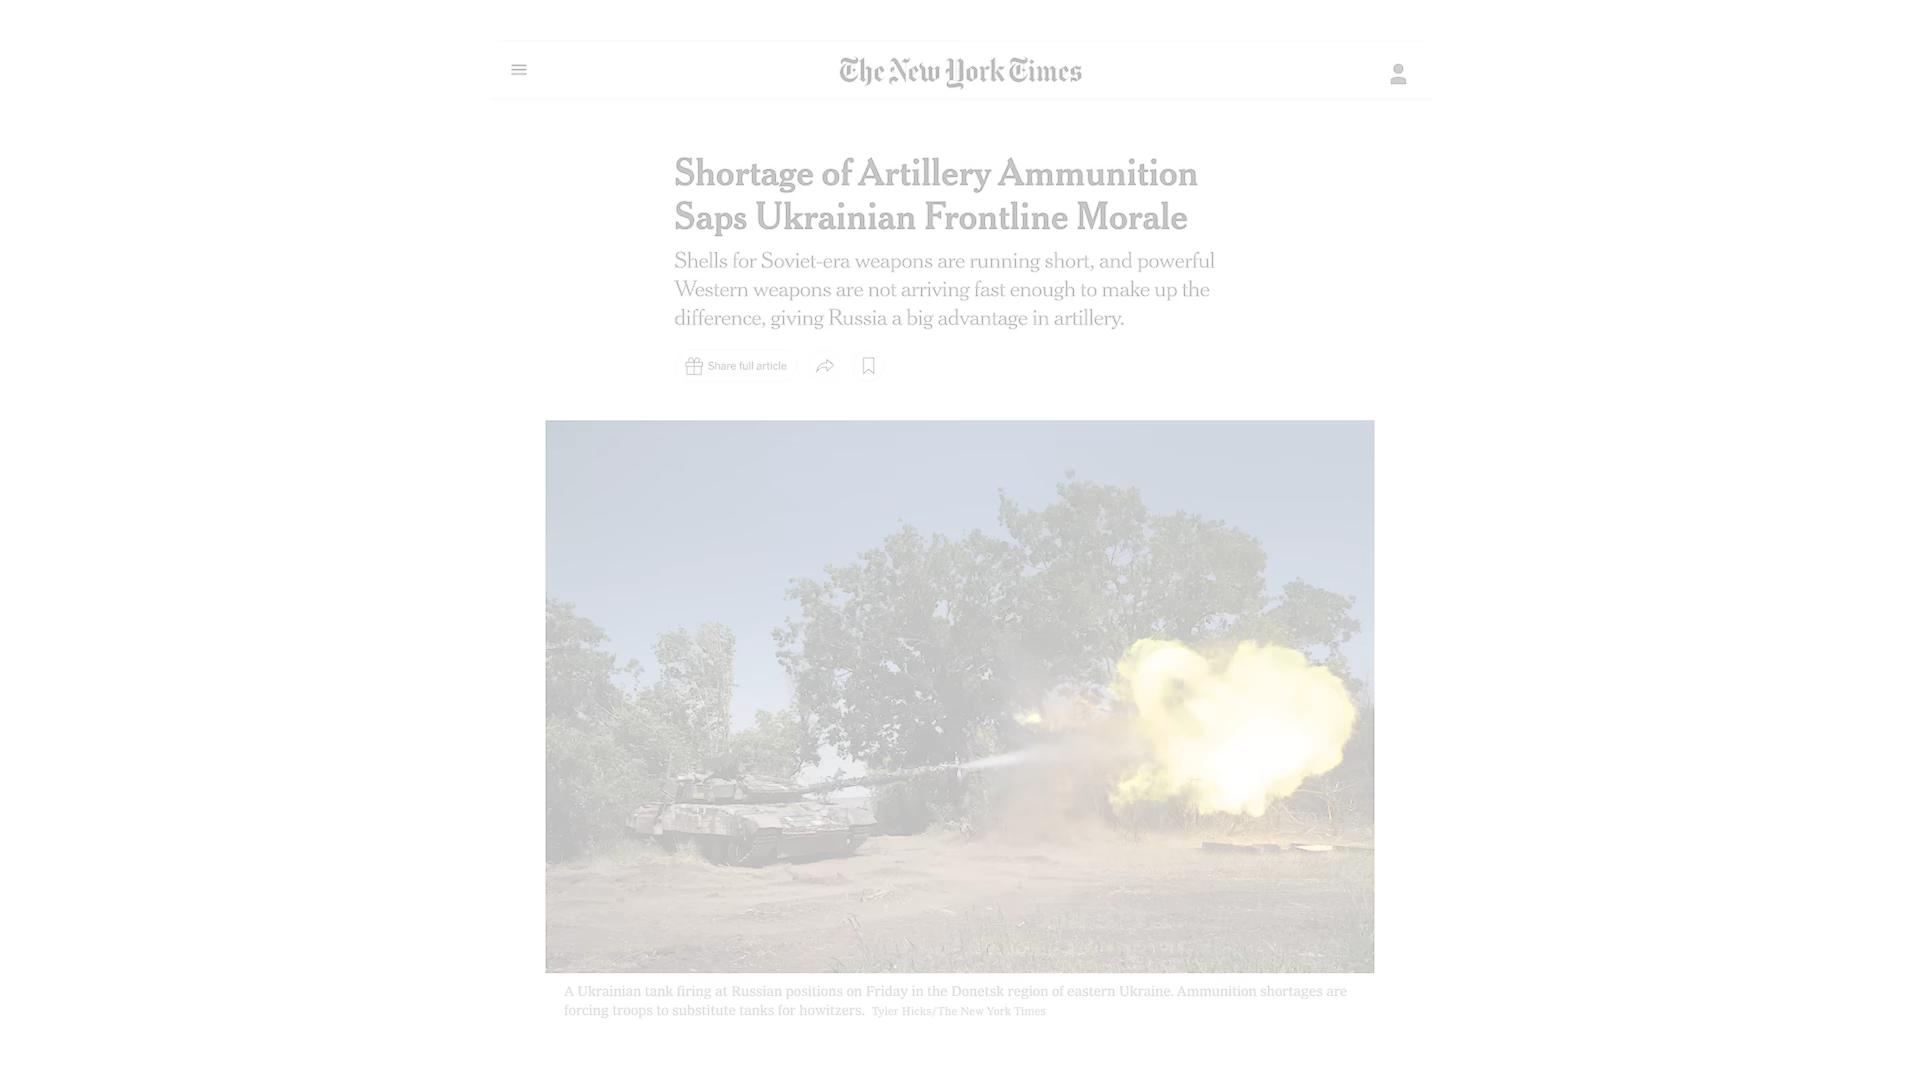 The New York Times
Shortage of Artillery Ammunition
Saps Ukrainian Frontline Morale
Shells for Soviet-era weapons are running short, and powerful
Western weapons are not arriving fast enough to make up the
difference, giving Russia a big advantage in artillery.
Share full article
A Ukrainian tank firing at Russian positions on Friday in the Donetsk region of eastern Ukraine. Ammunition shortages are
forcing troops to substitute tanks for howitzers. Tyler Hicks/The New York Times